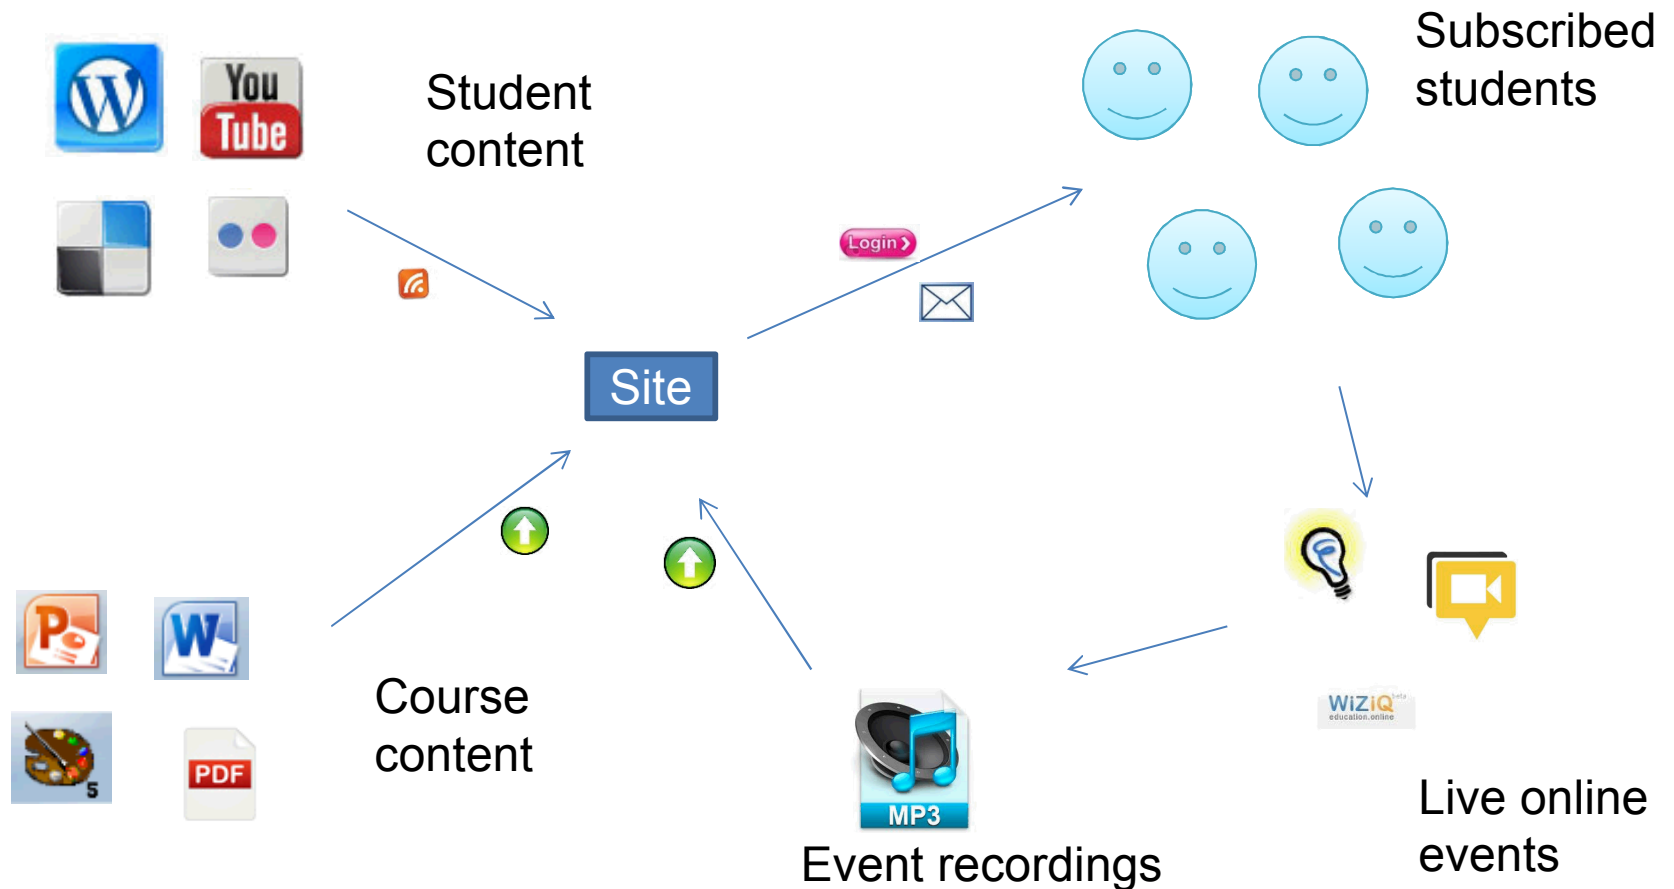 Subscribed
students
You
Tube
Student
content
Login
Site
P
W
Course
content
5
PDF
MP3
WiZiQ beta
education.online
Event recordings
Live online
events